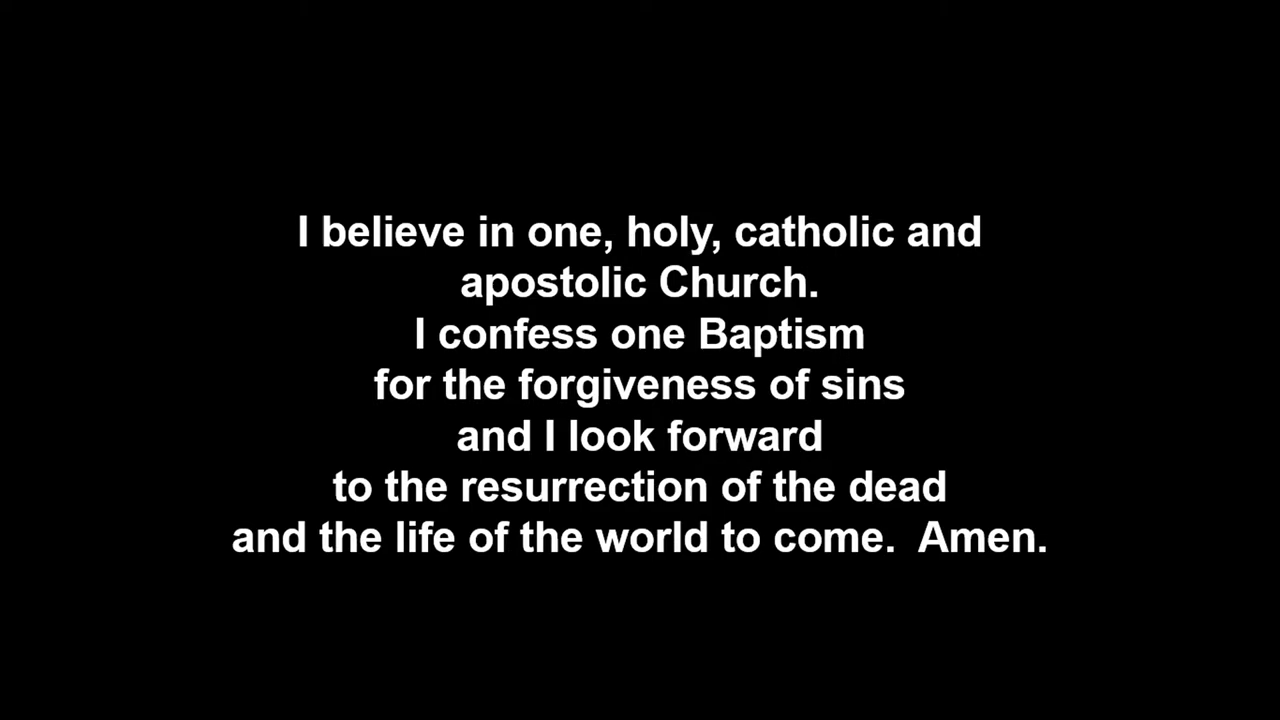 I believe in one, holy, catholic and
apostolic Church.
I confess one Baptism
for the forgiveness of sins
and I look forward
to the resurrection of the dead
and the life of the world to come.  Amen.